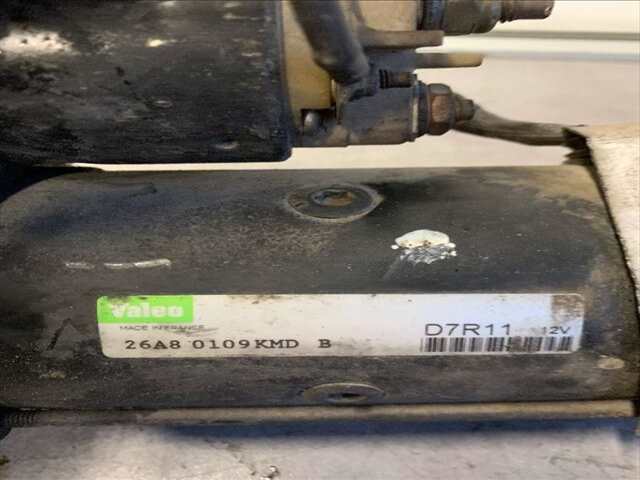 Valeo
MADE IN FRANCE
D7R11 12V
26A8 0109KMD B